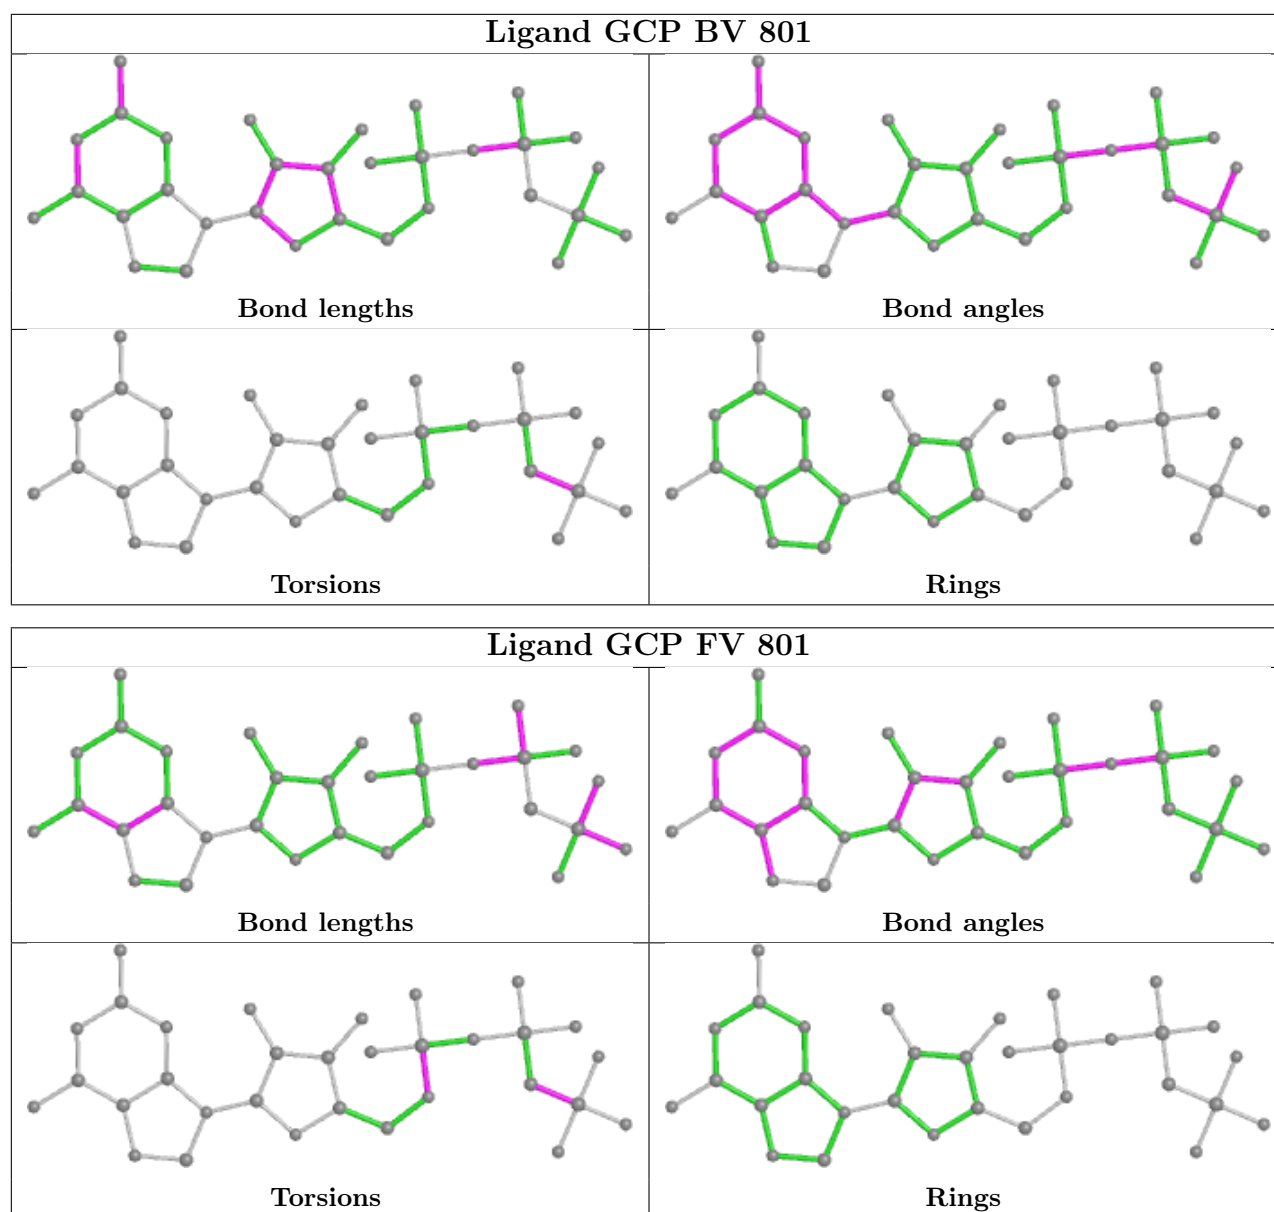 Ligand GCP BV 801
Bond lengths
Bond angles
Torsions
Rings
Ligand GCP FV 801
Bond lengths
Bond angles
Torsions
Rings